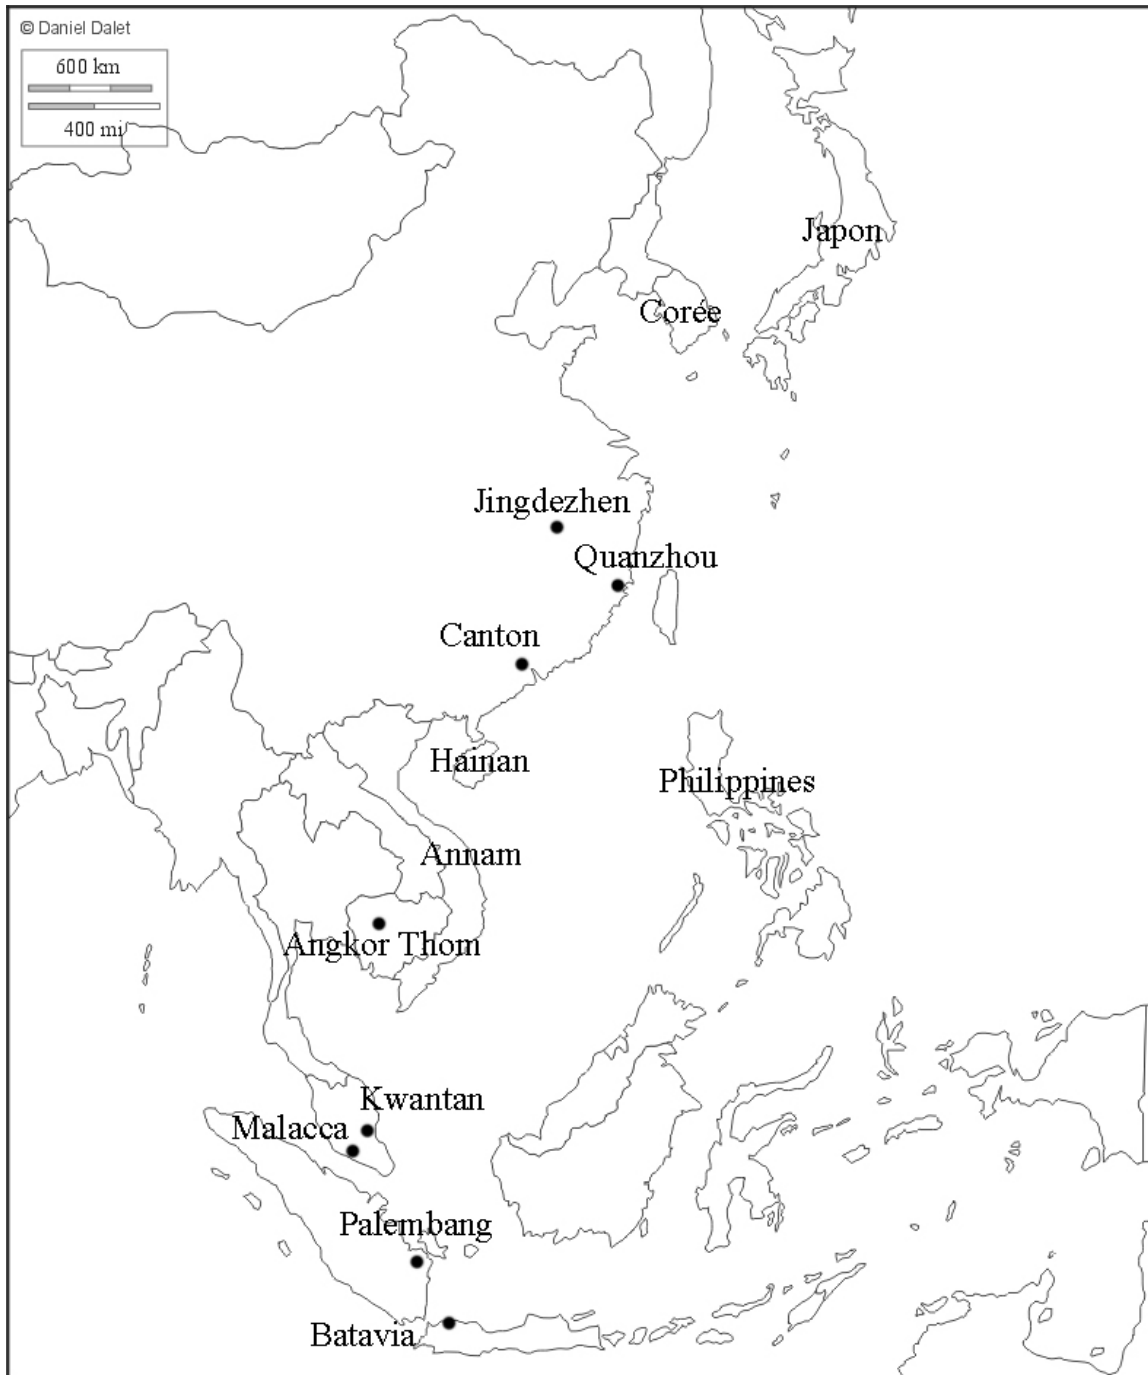 © Daniel Dalet
600 km
400 mi
Japon
Corée
Jingdezhen
Quanzhou
Canton
Hainan
Philippines
Annam
Angkor Thom
Kwantan
Malacca
Palembang
Batavia